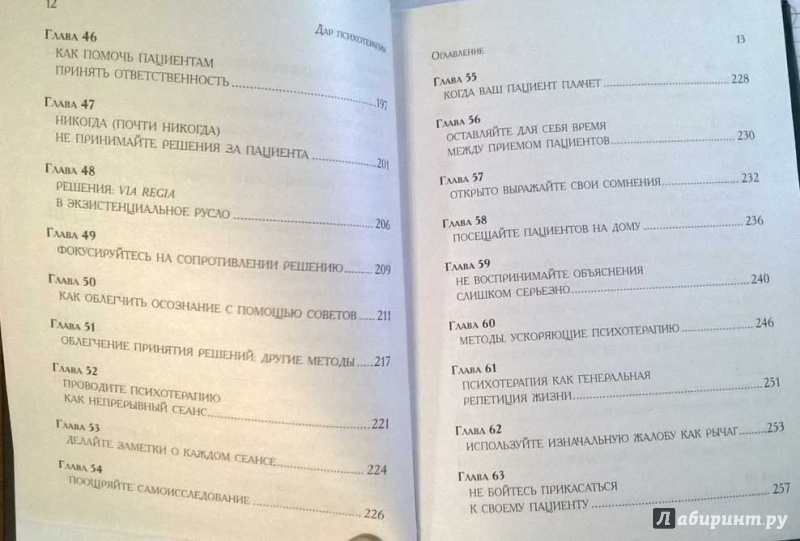 12
Дар психотерапии
Глава 46
КАК ПОМОЧЬ ПАЦИЕНТАМ
ПРИНЯТЬ ОТВЕТСТВЕННОСТЬ 197
Глава 47
НИКОГДА (ПОЧТИ НИКОГДА)
НЕ ПРИНИМАЙТЕ РЕШЕНИЯ ЗА ПАЦИЕНТА 201
Глава 48
РЕШЕНИЯ: VIA REGIA
В ЭКЗИСТЕНЦИАЛЬНОЕ РУСЛО 206
Глава 49
ФОКУСИРУЙТЕСЬ НА СОПРОТИВЛЕНИИ РЕШЕНИЮ 209
Глава 50
КАК ОБЛЕГЧИТЬ ОСОЗНАНИЕ С ПОМОЩЬЮ СОВЕТОВ 211
Глава 51
ОБЛЕГЧЕНИЕ ПРИНЯТИЯ РЕШЕНИЙ: ДРУГИЕ МЕТОДЫ 217
Глава 52
ПРОВОДИТЕ ПСИХОТЕРАПИЮ
КАК НЕПРЕРЫВНЫЙ СЕАНС 221
Глава 53
ДЕЛАЙТЕ ЗАМЕТКИ О КАЖДОМ СЕАНСЕ 224
Глава 54
ПООЩРЯЙТЕ САМОИССЛЕДОВАНИЕ 226
Оглавление 13
Глава 55
КОГДА ВАШ ПАЦИЕНТ ПЛАЧЕТ 228
Глава 56
ОСТАВЛЯЙТЕ ДЛЯ СЕБЯ ВРЕМЯ
МЕЖДУ ПРИЕМОМ ПАЦИЕНТОВ 230
Глава 57
ОТКРЫТО ВЫРАЖАЙТЕ СВОИ СОМНЕНИЯ 232
Глава 58
ПОСЕЩАЙТЕ ПАЦИЕНТОВ НА ДОМУ 236
Глава 59
НЕ ВОСПРИНИМАЙТЕ ОБЪЯСНЕНИЯ
СЛИШКОМ СЕРЬЕЗНО 240
Глава 60
МЕТОДЫ, УСКОРЯЮЩИЕ ПСИХОТЕРАПИЮ 246
Глава 61
ПСИХОТЕРАПИЯ КАК ГЕНЕРАЛЬНАЯ
РЕПЕТИЦИЯ ЖИЗНИ 251
Глава 62
ИСПОЛЬЗУЙТЕ ИЗНАЧАЛЬНУЮ ЖАЛОБУ КАК РЫЧАГ 253
Глава 63
НЕ БОЙТЕСЬ ПРИКАСАТЬСЯ
К СВОЕМУ ПАЦИЕНТУ 257
Лабиринт.ру